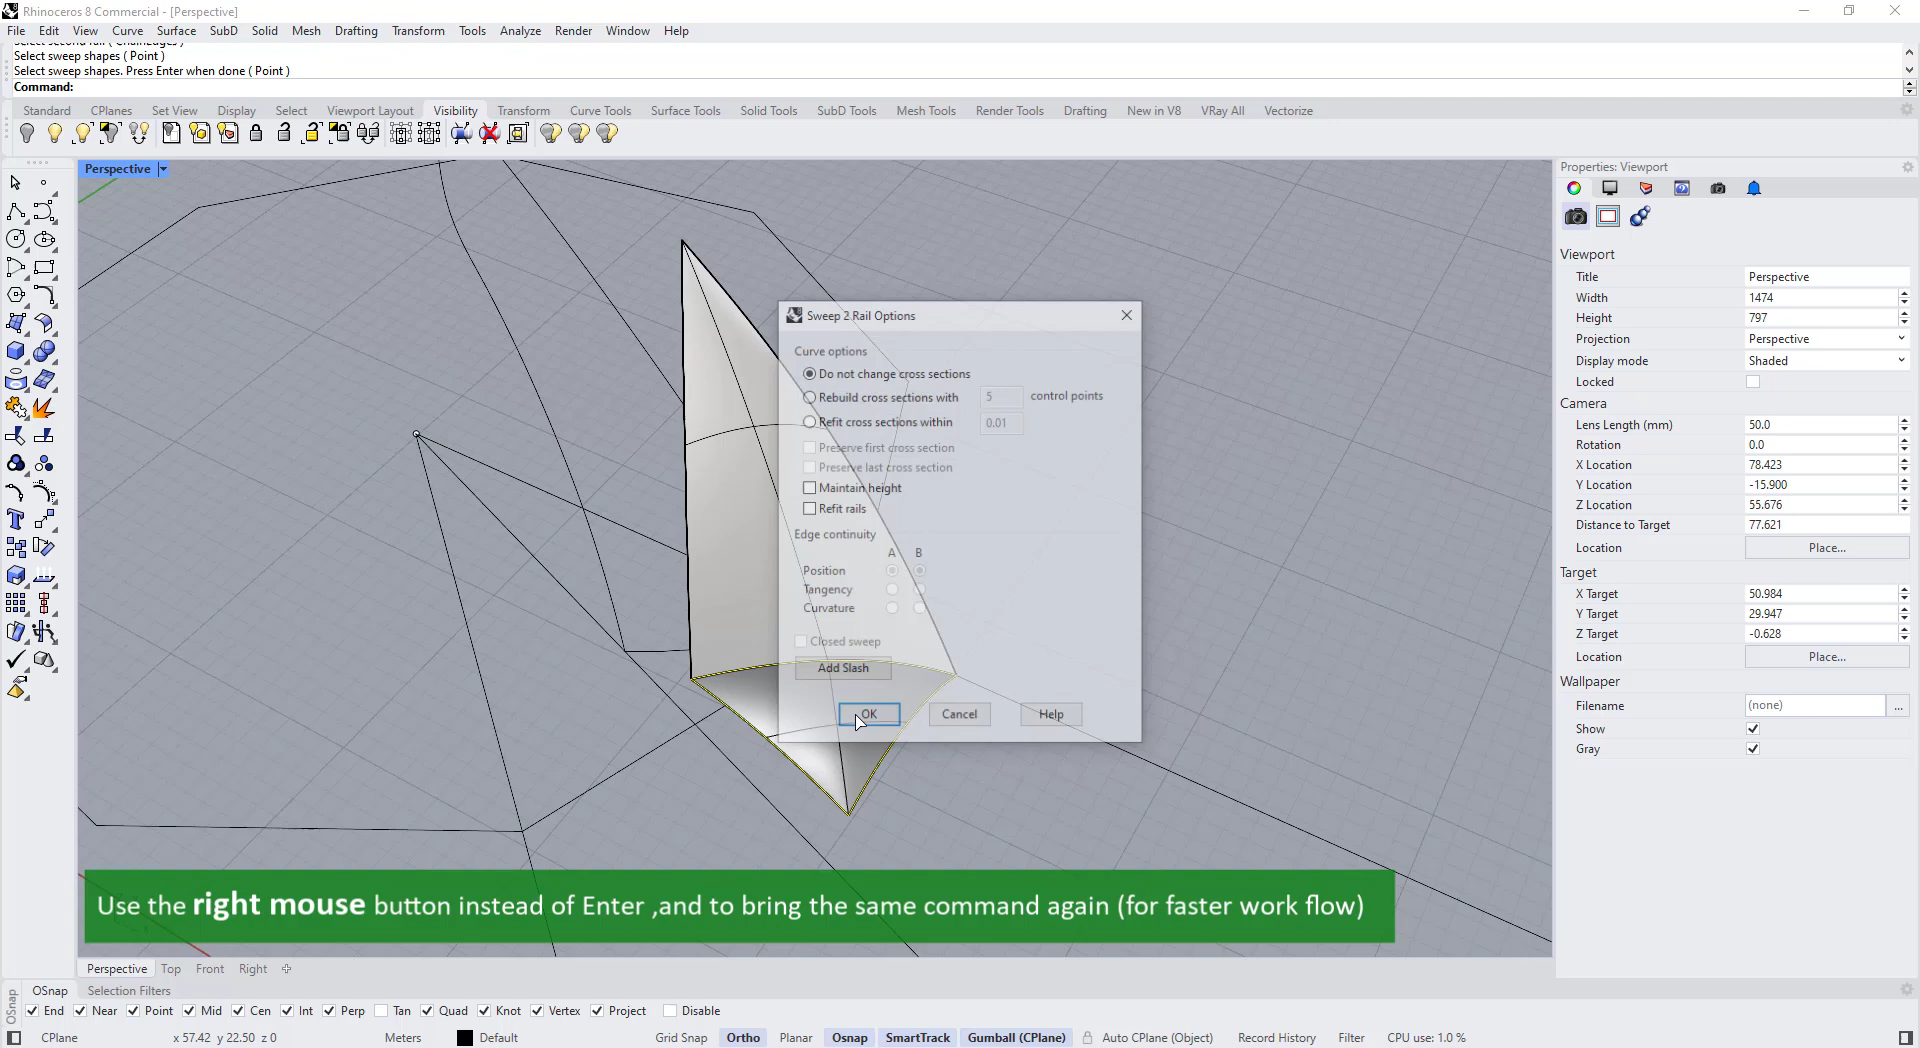 Rhinoceros 8 Commercial - [Perspective]
File Edit View Curve Surface SubD Solid Mesh Drafting Transform Tools Analyze Render Window Help
Select sweep shapes ( Point )
Select sweep shapes. Press Enter when done ( Point )
Command:
Standard CPlanes Set View Display Select Viewport Layout Visibility Transform Curve Tools Surface Tools Solid Tools SubD Tools Mesh Tools Render Tools Drafting New in V8 VRay All Vectorize
Perspective
Properties: Viewport
Viewport
Title Perspective
Width 1474
Height 797
Projection Perspective
Display mode Shaded
Locked
Camera
Lens Length (mm) 50.0
Rotation 0.0
X Location 78.423
Y Location -15.900
Z Location 55.676
Distance to Target 77.621
Location Place...
Target
X Target 50.984
Y Target 29.947
Z Target -0.628
Location Place...
Wallpaper
Filename (none) ...
Show
Gray
Sweep 2 Rail Options
Curve options
Do not change cross sections
Rebuild cross sections with 5 control points
Refit cross sections within 0.01
Preserve first cross section
Preserve last cross section
Maintain height
Refit rails
Edge continuity
A B
Position
Tangency
Curvature
Closed sweep
Add Slash
OK Cancel Help
Use the right mouse button instead of Enter ,and to bring the same command again (for faster work flow)
Perspective Top Front Right
OSnap Selection Filters
OSnap
End Near Point Mid Cen Int Perp Tan Quad Knot Vertex Project Disable
CPlane x 57.42 y 22.50 z 0 Meters Default Grid Snap Ortho Planar Osnap SmartTrack Gumball (CPlane) Auto CPlane (Object) Record History Filter CPU use: 1.0 %